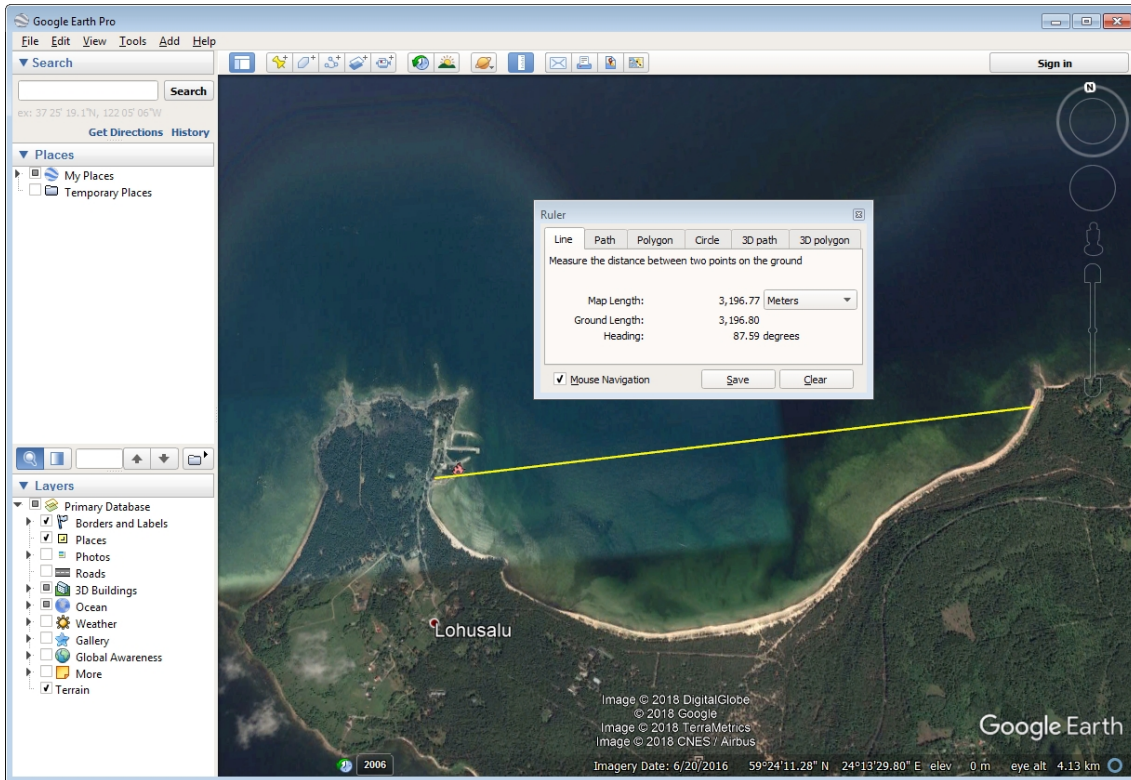 Google Earth Pro
File Edit View Tools Add Help
Search
Search
ex: 37 25' 19.1"N, 122 05' 06"W
Get Directions History
Places
My Places
Temporary Places
Layers
Primary Database
Borders and Labels
Places
Photos
Roads
3D Buildings
Ocean
Weather
Gallery
Global Awareness
More
Terrain
Sign in
N
Ruler
Line Path Polygon Circle 3D path 3D polygon
Measure the distance between two points on the ground
Map Length: 3,196.77 Meters
Ground Length: 3,196.80
Heading: 87.59 degrees
Mouse Navigation Save Clear
Lohusalu
Image © 2018 DigitalGlobe
© 2018 Google
Image © 2018 TerraMetrics
Image © 2018 CNES / Airbus
Google Earth
2006 Imagery Date: 6/20/2016 59°24'11.28" N 24°13'29.80" E elev 0 m eye alt 4.13 km